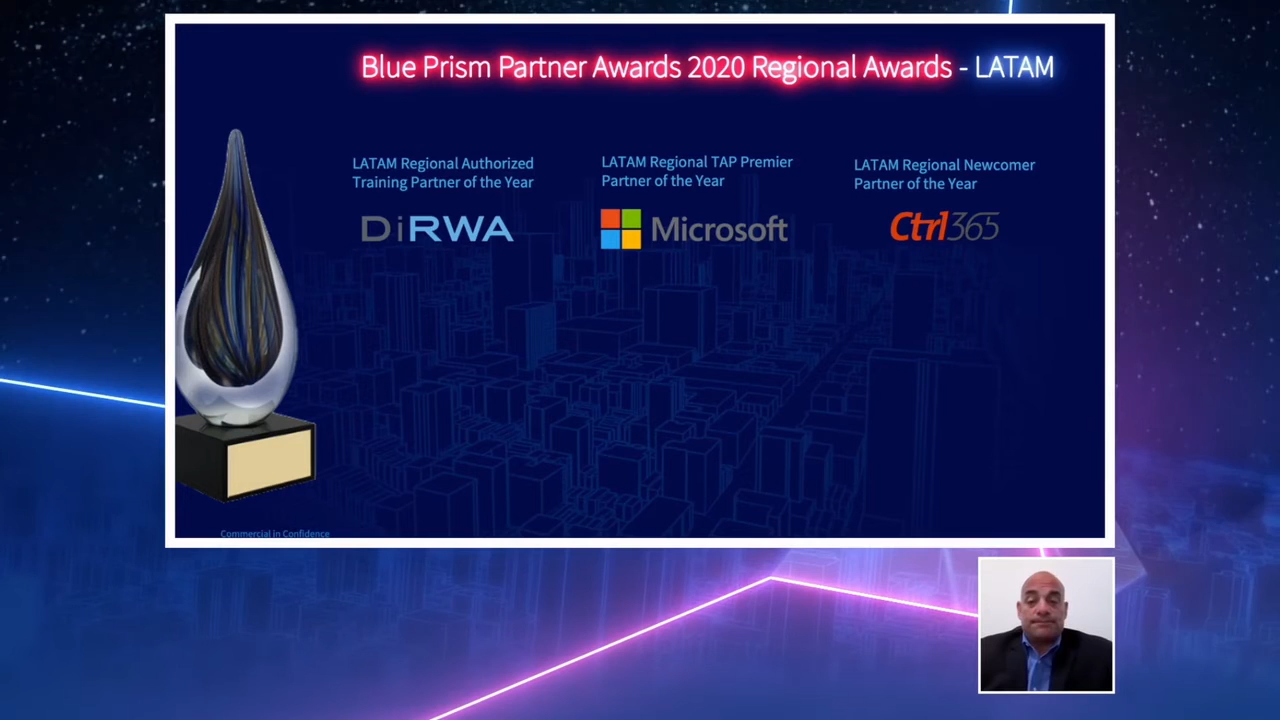 Blue Prism Partner Awards 2020 Regional Awards - LATAM
LATAM Regional Authorized
Training Partner of the Year
DiRWA
LATAM Regional TAP Premier
Partner of the Year
Microsoft
LATAM Regional Newcomer
Partner of the Year
Ctrl365
Commercial in Confidence